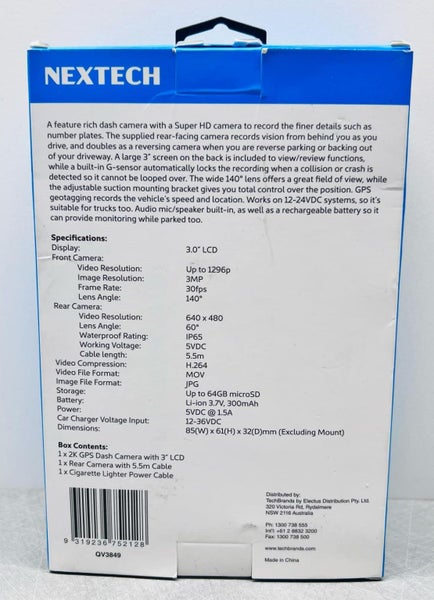 NEXTECH
A feature rich dash camera with a Super HD camera to record the finer details such as
number plates. The supplied rear-facing camera records vision from behind you as you
drive, and doubles as a reversing camera when you are reverse parking or backing out
of your driveway. A large 3" screen on the back is included to view/review functions,
while a built-in G-sensor automatically locks the recording when a collision or crash is
detected so it cannot be looped over. The wide 140° lens offers a great field of view, while
the adjustable suction mounting bracket gives you total control over the position. GPS
geotagging records the vehicle's speed and location. Works on 12-24VDC systems, so it's
suitable for trucks too. Audio mic/speaker built-in, as well as a rechargeable battery so it
can provide monitoring while parked too.
Specifications:
Display: 3.0" LCD
Front Camera:
Video Resolution: Up to 1296p
Image Resolution: 3MP
Frame Rate: 30fps
Lens Angle: 140°
Rear Camera:
Video Resolution: 640 x 480
Lens Angle: 60°
Waterproof Rating: IP65
Working Voltage: 5VDC
Cable length: 5.5m
Video Compression: H.264
Video File Format: MOV
Image File Format: JPG
Storage: Up to 64GB microSD
Battery: Li-ion 3.7V, 300mAh
Power: 5VDC @ 1.5A
Car Charger Voltage Input: 12-36VDC
Dimensions: 85(W) x 61(H) x 32(D)mm (Excluding Mount)
Box Contents:
1 x 2K GPS Dash Camera with 3" LCD
1 x Rear Camera with 5.5m Cable
1 x Cigarette Lighter Power Cable
9 319236 752128
QV3849
Distributed by:
TechBrands by Electus Distribution Pty. Ltd.
320 Victoria Rd, Rydalmere
NSW 2116 Australia
Ph: 1300 738 555
Int'l +61 2 8832 3200
Fax: 1300 738 500
www.techbrands.com
Made in China